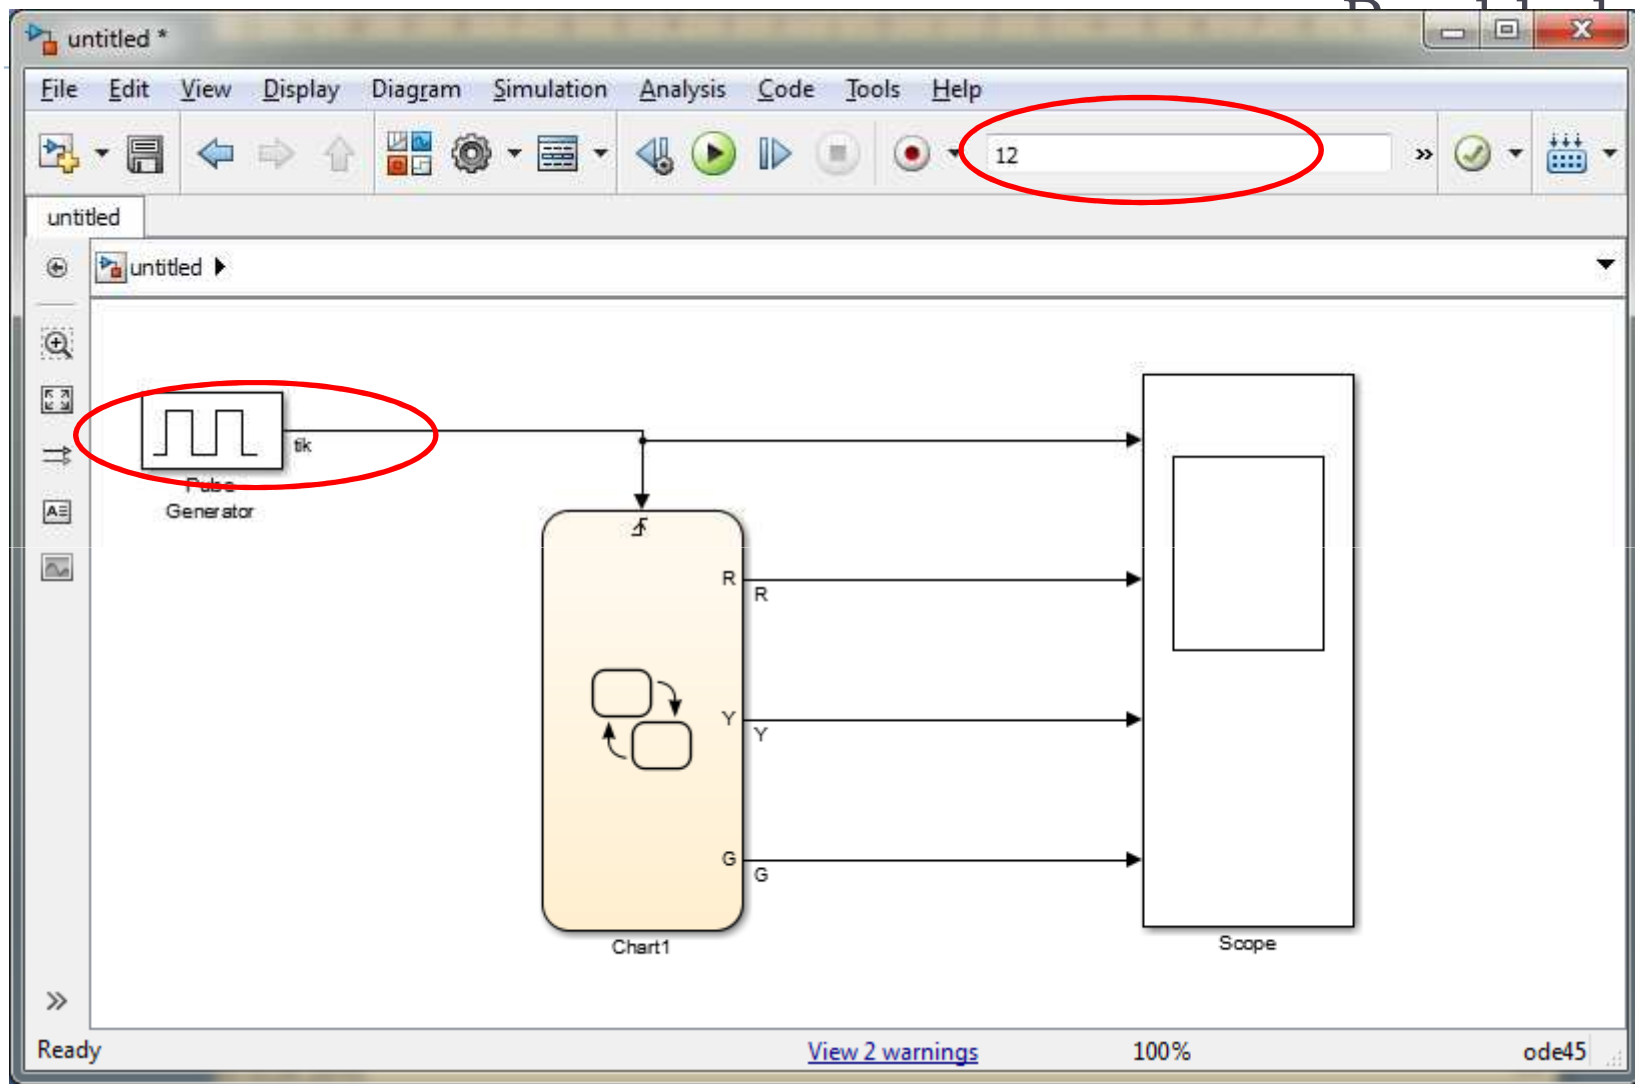 untitled *
File Edit View Display Diagram Simulation Analysis Code Tools Help
12
»
untitled
untitled
tik
Pulse
Generator
R
R
Y
Y
G
G
Chart1
Scope
»
Ready View 2 warnings 100% ode45